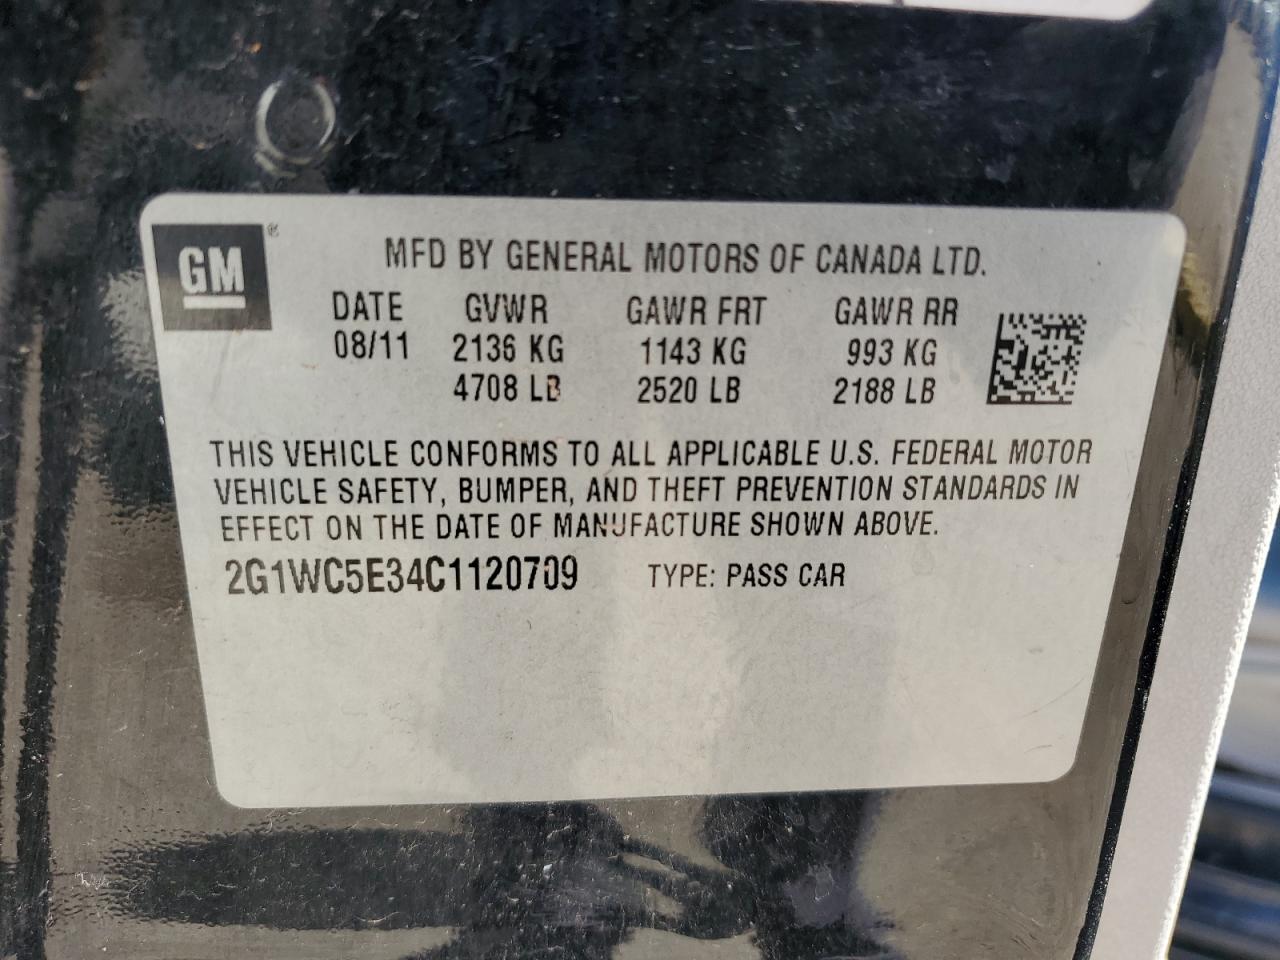 GM ®
MFD BY GENERAL MOTORS OF CANADA LTD.
DATE GVWR GAWR FRT GAWR RR
08/11 2136 KG 1143 KG 993 KG
4708 LB 2520 LB 2188 LB
THIS VEHICLE CONFORMS TO ALL APPLICABLE U.S. FEDERAL MOTOR
VEHICLE SAFETY, BUMPER, AND THEFT PREVENTION STANDARDS IN
EFFECT ON THE DATE OF MANUFACTURE SHOWN ABOVE.
2G1WC5E34C1120709 TYPE: PASS CAR